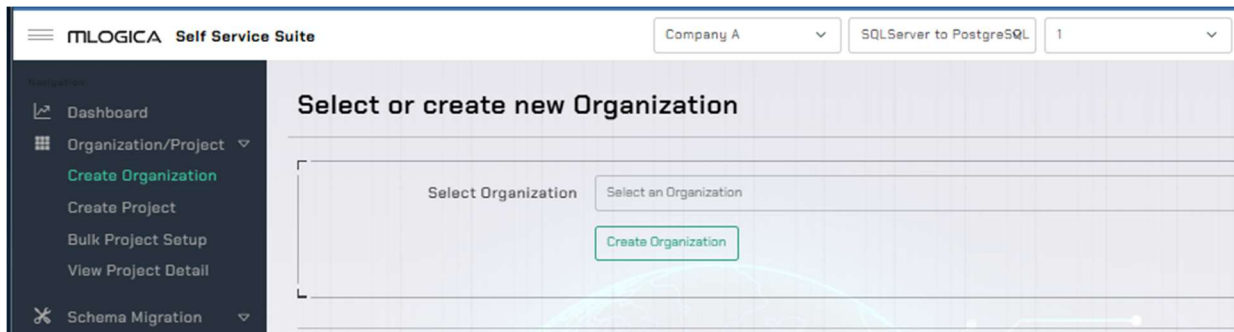 MLOGICA Self Service Suite
Company A
SQLServer to PostgreSQL
1
Navigation
Dashboard
Organization/Project
Create Organization
Create Project
Bulk Project Setup
View Project Detail
Schema Migration
Select or create new Organization
Select Organization
Select an Organization
Create Organization